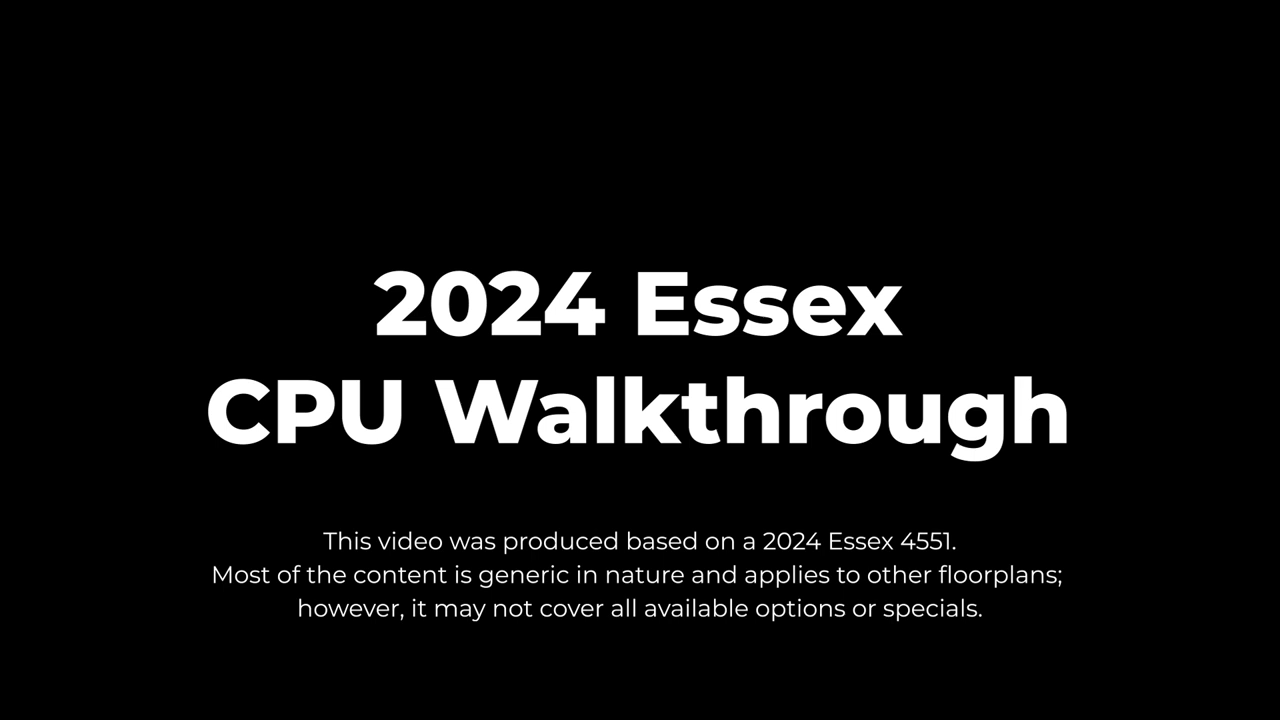 2024 Essex
CPU Walkthrough
This video was produced based on a 2024 Essex 4551.
Most of the content is generic in nature and applies to other floorplans;
however, it may not cover all available options or specials.